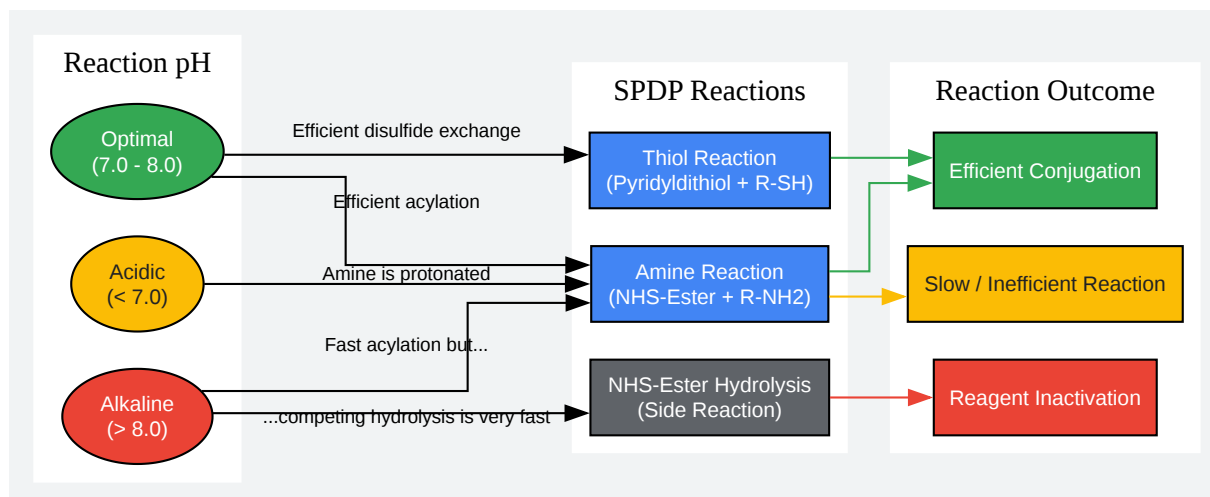 Reaction pH
Optimal
(7.0 - 8.0)
Acidic
(< 7.0)
Alkaline
(> 8.0)
Efficient disulfide exchange
Efficient acylation
Amine is protonated
Fast acylation but...
...competing hydrolysis is very fast
SPDP Reactions
Thiol Reaction
(Pyridyldithiol + R-SH)
Amine Reaction
(NHS-Ester + R-NH2)
NHS-Ester Hydrolysis
(Side Reaction)
Reaction Outcome
Efficient Conjugation
Slow / Inefficient Reaction
Reagent Inactivation